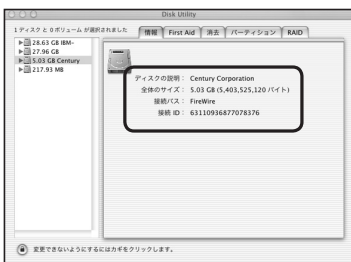 Disk Utility
1 ディスク と 0 ボリューム が選択されました
情報
First Aid
消去
パーティション
RAID
28.63 GB IBM-
27.96 GB
5.03 GB Century
217.93 MB
ディスクの説明： Century Corporation
全体のサイズ： 5.03 GB (5,403,525,120 バイト)
接続バス： FireWire
接続 ID： 63110936877078376
変更できないようにするにはカギをクリックします。